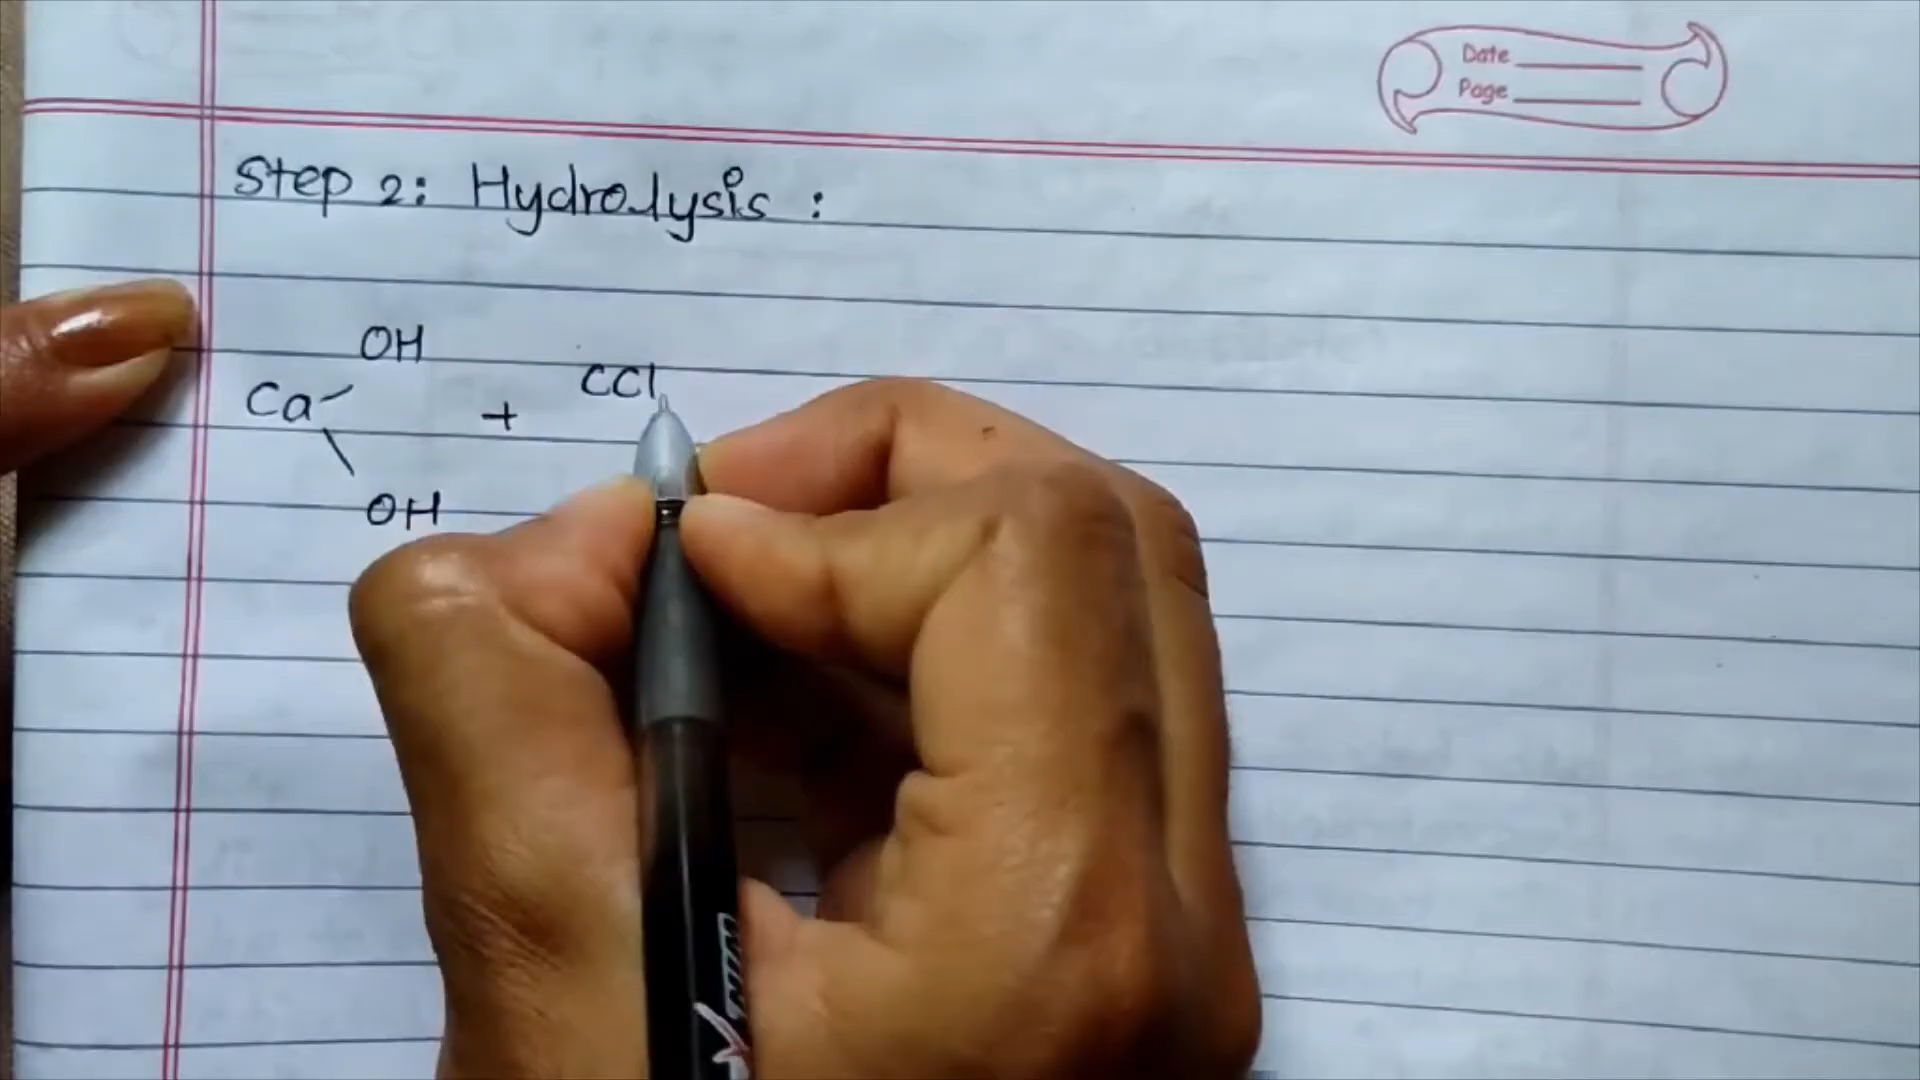 Date
Page
Step 2: Hydrolysis :
OH
Ca + CCl
OH